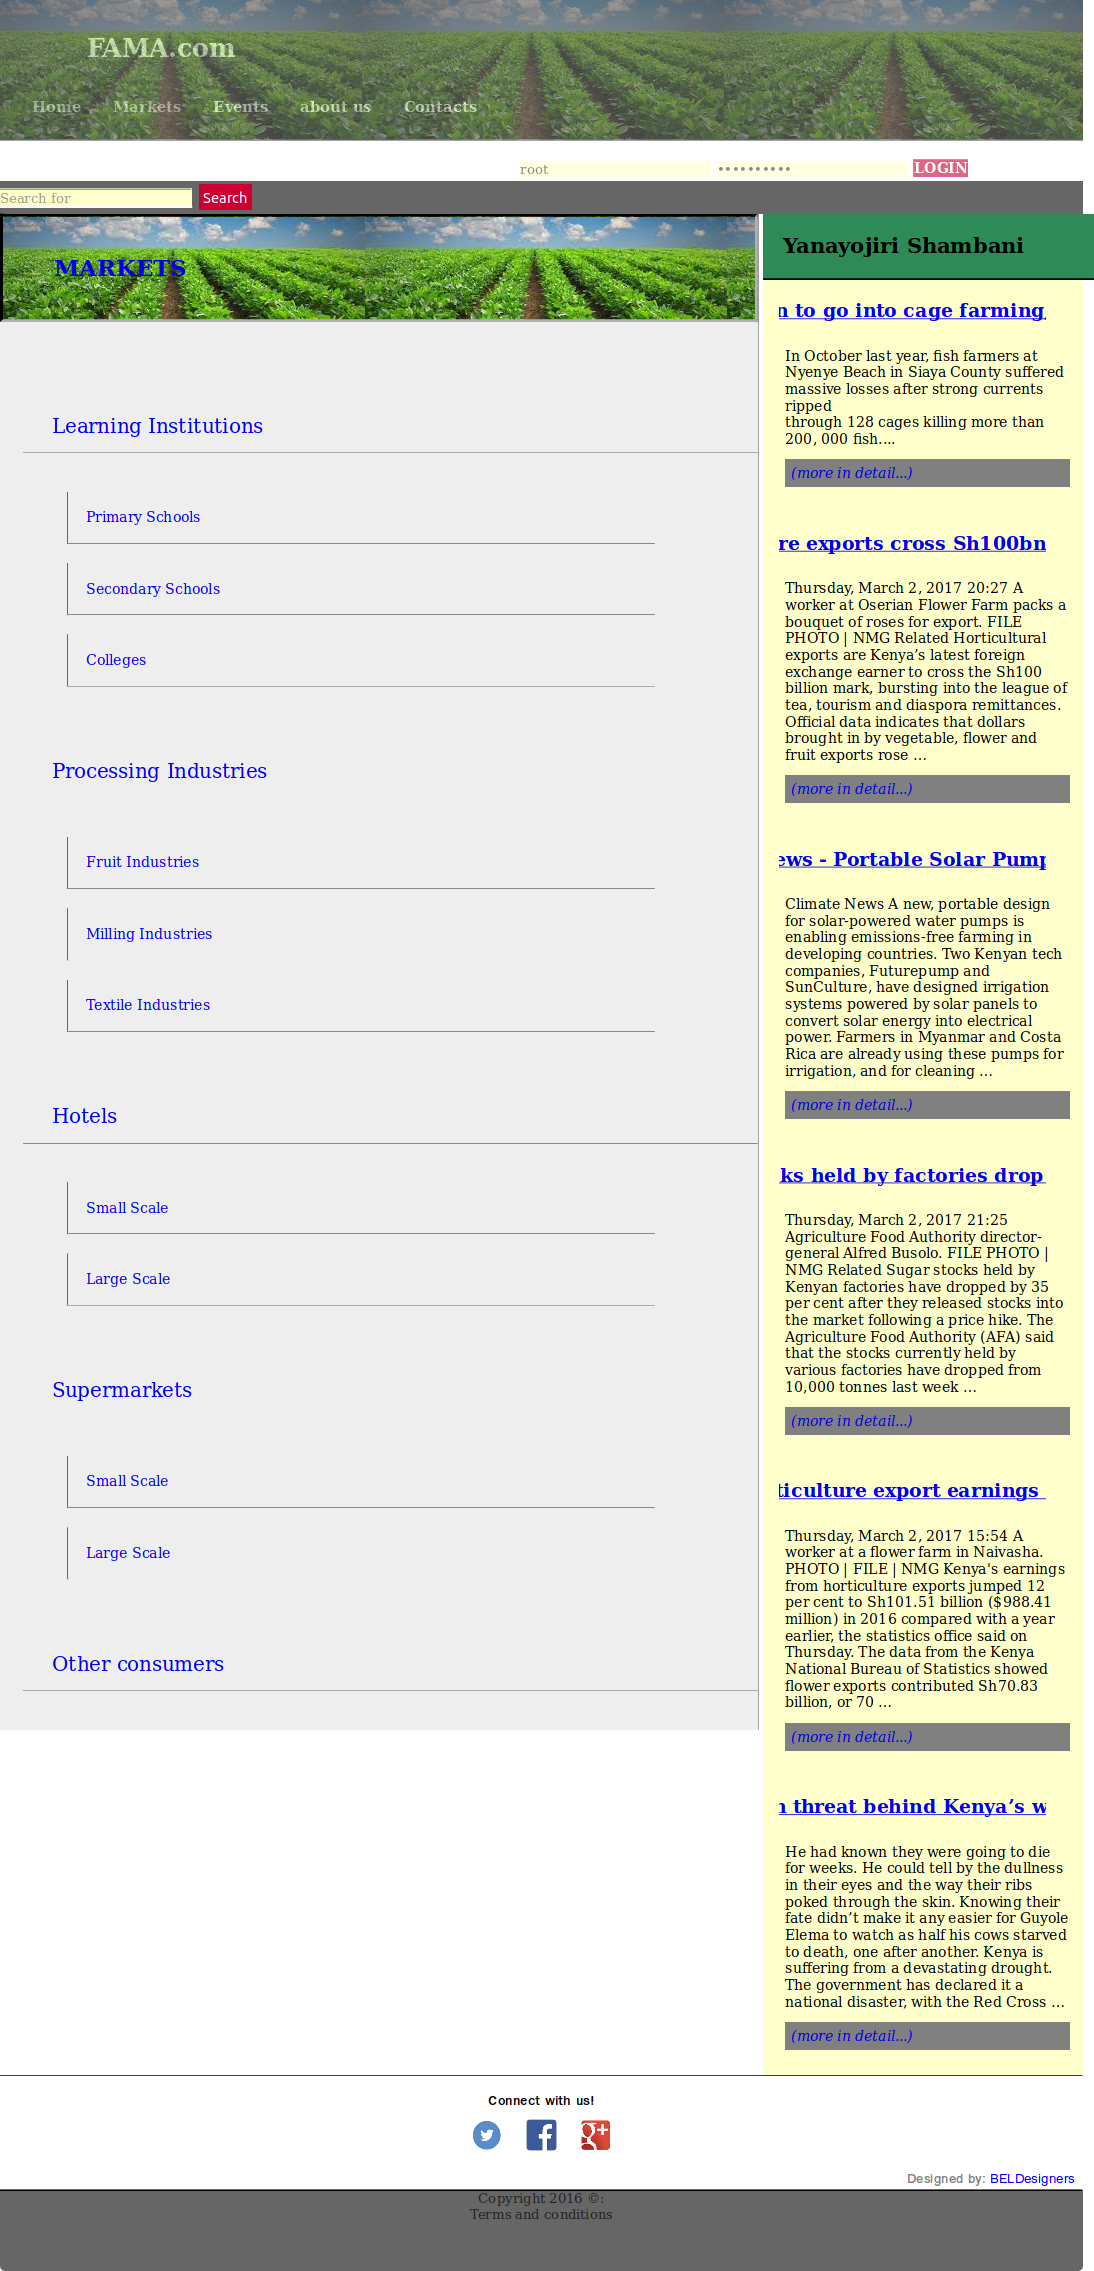 FAMA.com
Home Markets Events about us Contacts
root •••••••••• LOGIN
Search for Search
MARKETS
Learning Institutions
Primary Schools
Secondary Schools
Colleges
Processing Industries
Fruit Industries
Milling Industries
Textile Industries
Hotels
Small Scale
Large Scale
Supermarkets
Small Scale
Large Scale
Other consumers
Yanayojiri Shambani
n to go into cage farming,
In October last year, fish farmers at
Nyenye Beach in Siaya County suffered
massive losses after strong currents
ripped
through 128 cages killing more than
200, 000 fish....
(more in detail...)
re exports cross Sh100bn
Thursday, March 2, 2017 20:27 A
worker at Oserian Flower Farm packs a
bouquet of roses for export. FILE
PHOTO | NMG Related Horticultural
exports are Kenya’s latest foreign
exchange earner to cross the Sh100
billion mark, bursting into the league of
tea, tourism and diaspora remittances.
Official data indicates that dollars
brought in by vegetable, flower and
fruit exports rose ...
(more in detail...)
ews - Portable Solar Pump
Climate News A new, portable design
for solar-powered water pumps is
enabling emissions-free farming in
developing countries. Two Kenyan tech
companies, Futurepump and
SunCulture, have designed irrigation
systems powered by solar panels to
convert solar energy into electrical
power. Farmers in Myanmar and Costa
Rica are already using these pumps for
irrigation, and for cleaning ...
(more in detail...)
ks held by factories drop
Thursday, March 2, 2017 21:25
Agriculture Food Authority director-
general Alfred Busolo. FILE PHOTO |
NMG Related Sugar stocks held by
Kenyan factories have dropped by 35
per cent after they released stocks into
the market following a price hike. The
Agriculture Food Authority (AFA) said
that the stocks currently held by
various factories have dropped from
10,000 tonnes last week ...
(more in detail...)
ticulture export earnings
Thursday, March 2, 2017 15:54 A
worker at a flower farm in Naivasha.
PHOTO | FILE | NMG Kenya's earnings
from horticulture exports jumped 12
per cent to Sh101.51 billion ($988.41
million) in 2016 compared with a year
earlier, the statistics office said on
Thursday. The data from the Kenya
National Bureau of Statistics showed
flower exports contributed Sh70.83
billion, or 70 ...
(more in detail...)
n threat behind Kenya’s w
He had known they were going to die
for weeks. He could tell by the dullness
in their eyes and the way their ribs
poked through the skin. Knowing their
fate didn’t make it any easier for Guyole
Elema to watch as half his cows starved
to death, one after another. Kenya is
suffering from a devastating drought.
The government has declared it a
national disaster, with the Red Cross ...
(more in detail...)
Connect with us!
Designed by: BELDesigners
Copyright 2016 ©:
Terms and conditions